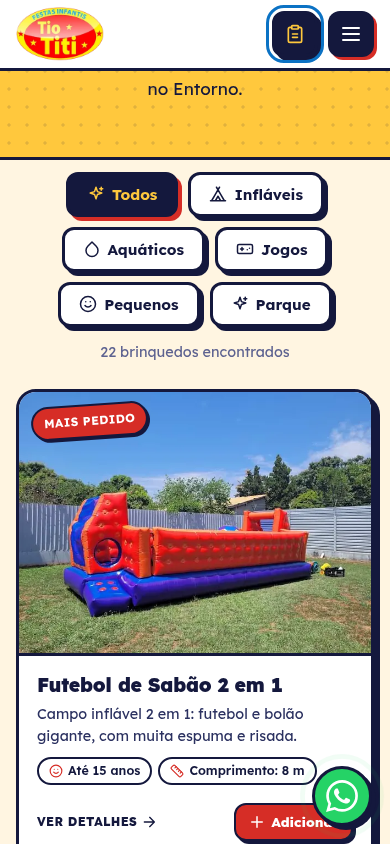 FESTAS INFANTIS
Tio
Titi
no Entorno.
Todos
Infláveis
Aquáticos
Jogos
Pequenos
Parque
22 brinquedos encontrados
MAIS PEDIDO
Futebol de Sabão 2 em 1
Campo inflável 2 em 1: futebol e bolão
gigante, com muita espuma e risada.
Até 15 anos
Comprimento: 8 m
VER DETALHES